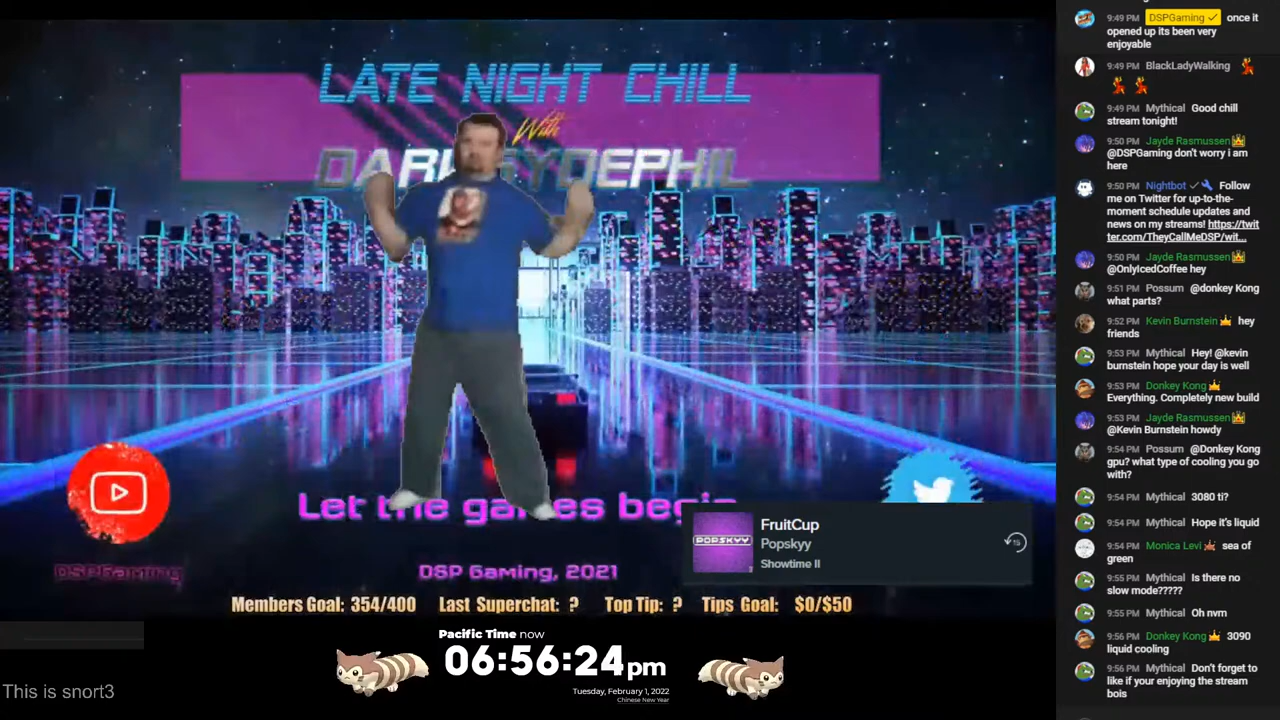 LATE NIGHT CHILL
With
DARKSYDEPHIL
Let the games begin
DSPGaming
DSP Gaming, 2021
POPSKYY
FruitCup
Popskyy
Showtime II
15
Members Goal: 354/400 Last Superchat: ? Top Tip: ? Tips Goal: $0/$50
Pacific Time now
06:56:24pm
Tuesday, February 1, 2022
Chinese New Year
This is snort3
9:49 PM DSPGaming ✓ once it
opened up its been very
enjoyable
9:49 PM BlackLadyWalking
9:49 PM Mythical Good chill
stream tonight!
9:50 PM Jayde Rasmussen
@DSPGaming don't worry i am
here
9:50 PM Nightbot ✓ Follow
me on Twitter for up-to-the-
moment schedule updates and
news on my streams! https://twit
ter.com/TheyCallMeDSP/wit...
9:50 PM Jayde Rasmussen
@OnlyIcedCoffee hey
9:51 PM Possum @donkey Kong
what parts?
9:52 PM Kevin Burnstein hey
friends
9:53 PM Mythical Hey! @kevin
burnstein hope your day is well
9:53 PM Donkey Kong
Everything. Completely new build
9:53 PM Jayde Rasmussen
@Kevin Burnstein howdy
9:54 PM Possum @Donkey Kong
gpu? what type of cooling you go
with?
9:54 PM Mythical 3080 ti?
9:54 PM Mythical Hope it's liquid
9:54 PM Monica Levi sea of
green
9:55 PM Mythical Is there no
slow mode?????
9:55 PM Mythical Oh nvm
9:56 PM Donkey Kong 3090
liquid cooling
9:56 PM Mythical Don't forget to
like if your enjoying the stream
bois